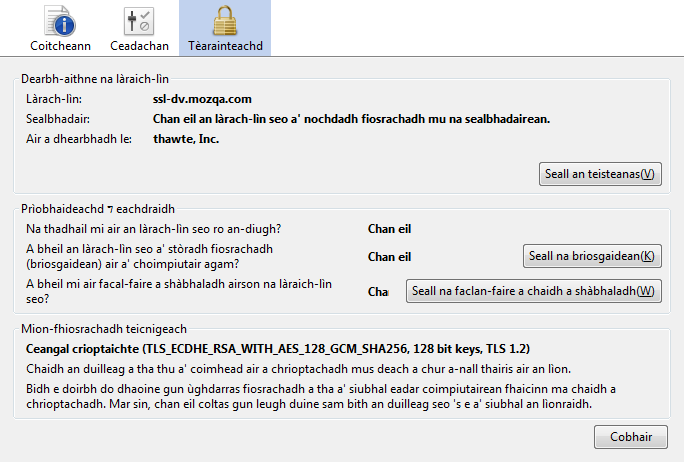 Coitcheann
Ceadachan
Tèarainteachd
Dearbh-aithne na làraich-lìn
Làrach-lìn: ssl-dv.mozqa.com
Sealbhadair: Chan eil an làrach-lìn seo a' nochdadh fiosrachadh mu na sealbhadairean.
Air a dhearbhadh le: thawte, Inc.
Seall an teisteanas(V)
Prìobhaideachd ⁊ eachdraidh
Na thadhail mi air an làrach-lìn seo ro an-diugh? Chan eil
A bheil an làrach-lìn seo a' stòradh fiosrachadh
(briosgaidean) air a' choimpiutair agam? Chan eil Seall na briosgaidean(K)
A bheil mi air facal-faire a shàbhaladh airson na làraich-lìn
seo? Cha Seall na faclan-faire a chaidh a shàbhaladh(W)
Mion-fhiosrachadh teicnigeach
Ceangal crioptaichte (TLS_ECDHE_RSA_WITH_AES_128_GCM_SHA256, 128 bit keys, TLS 1.2)
Chaidh an duilleag a tha thu a' coimhead air a chrioptachadh mus deach a chur a-nall thairis air an lìon.
Bidh e doirbh do dhaoine gun ùghdarras fiosrachadh a tha a' siubhal eadar coimpiutairean fhaicinn ma chaidh a
chrioptachadh. Mar sin, chan eil coltas gun leugh duine sam bith an duilleag seo 's e a' siubhal an lìonraidh.
Cobhair